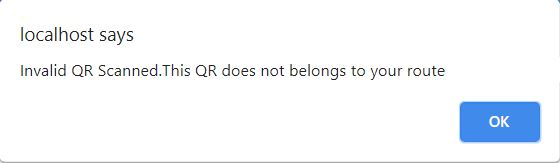 localhost says
Invalid QR Scanned.This QR does not belongs to your route
OK